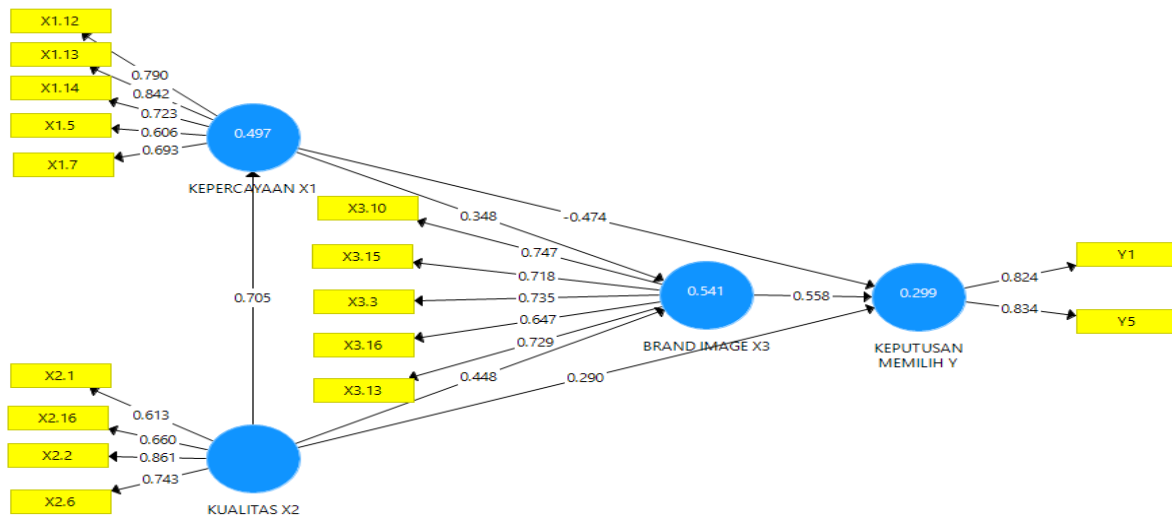 X1.12
X1.13
X1.14
X1.5
X1.7
0.790
0.842
0.723
0.606
0.693
0.497
KEPERCAYAAN X1
0.348
-0.474
0.705
X3.10
X3.15
X3.3
X3.16
X3.13
0.747
0.718
0.735
0.647
0.729
0.541
BRAND IMAGE X3
0.558
0.299
KEPUTUSAN
MEMILIH Y
0.824
0.834
Y1
Y5
0.448
0.290
X2.1
X2.16
X2.2
X2.6
0.613
0.660
0.861
0.743
KUALITAS X2